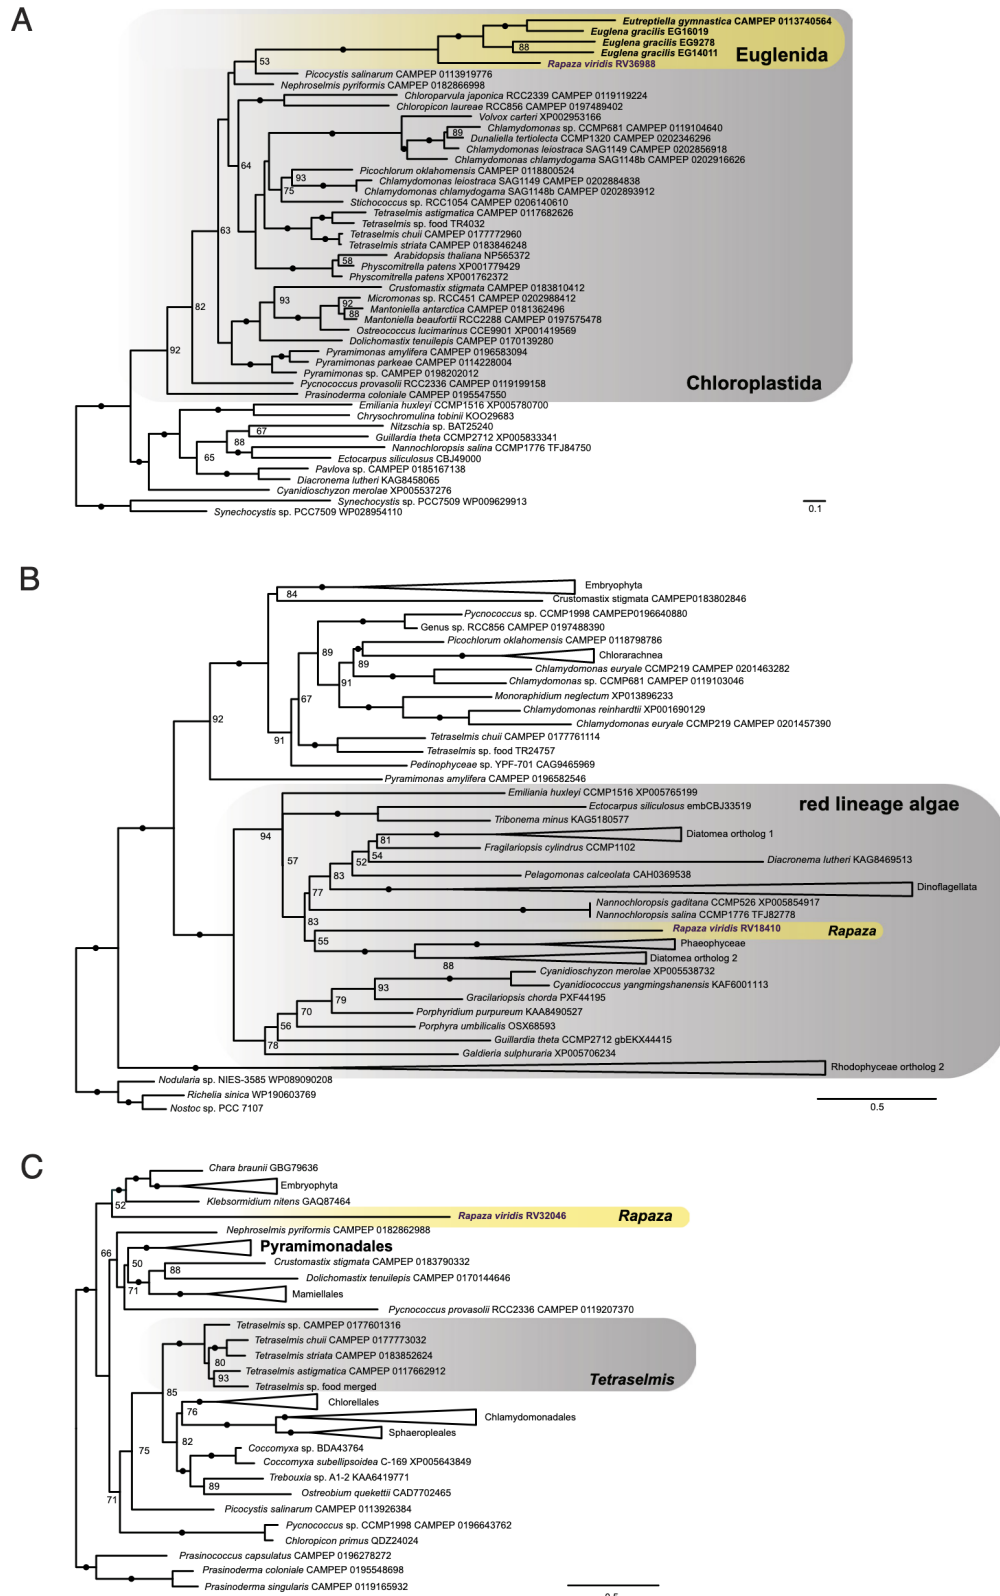 A
Eutreptiella gymnastica CAMPEP 0113740564
Euglena gracilis EG16019
Euglena gracilis EG9278
88
Euglena gracilis EG14011
Euglenida
53
Rapaza viridis RV36988
Picocystis salinarum CAMPEP 0113919776
Nephroselmis pyriformis CAMPEP 0182866998
Chloroparvula japonica RCC2339 CAMPEP 0119119224
Chloropicon laureae RCC856 CAMPEP 0197489402
Volvox carteri XP002953166
Chlamydomonas sp. CCMP681 CAMPEP 0119104640
89
Dunaliella tertiolecta CCMP1320 CAMPEP 0202346296
Chlamydomonas leiostraca SAG1149 CAMPEP 0202856918
Chlamydomonas chlamydogama SAG1148b CAMPEP 0202916626
64
Picochlorum oklahomensis CAMPEP 0118800524
93
Chlamydomonas leiostraca SAG1149 CAMPEP 0202884838
75
Chlamydomonas chlamydogama SAG1148b CAMPEP 0202893912
Stichococcus sp. RCC1054 CAMPEP 0206140610
Tetraselmis astigmatica CAMPEP 0117682626
Tetraselmis sp. food TR4032
63
Tetraselmis chuii CAMPEP 0177772960
Tetraselmis striata CAMPEP 0183846248
Arabidopsis thaliana NP565372
58
Physcomitrella patens XP001779429
Physcomitrella patens XP001762372
Crustomastix stigmata CAMPEP 0183810412
93
Micromonas sp. RCC451 CAMPEP 0202988412
92
82
Mantoniella antarctica CAMPEP 0181362496
88
Mantoniella beaufortii RCC2288 CAMPEP 0197575478
Ostreococcus lucimarinus CCE9901 XP001419569
Dolichomastix tenuilepis CAMPEP 0170139280
92
Pyramimonas amylifera CAMPEP 0196583094
Pyramimonas parkeae CAMPEP 0114228004
Pyramimonas sp. CAMPEP 0198202012
Pycnococcus provasolii RCC2336 CAMPEP 0119199158
Chloroplastida
Prasinoderma coloniale CAMPEP 0195547550
Emiliania huxleyi CCMP1516 XP005780700
Chrysochromulina tobinii KOO29683
Nitzschia sp. BAT25240
67
Guillardia theta CCMP2712 XP005833341
88
Nannochloropsis salina CCMP1776 TFJ84750
65
Ectocarpus siliculosus CBJ49000
Pavlova sp. CAMPEP 0185167138
Diacronema lutheri KAG8458065
Cyanidioschyzon merolae XP005537276
Synechocystis sp. PCC7509 WP009629913
Synechocystis sp. PCC7509 WP028954110
0.1
B
Embryophyta
84
Crustomastix stigmata CAMPEP0183802846
Pycnococcus sp. CCMP1998 CAMPEP0196640880
Genus sp. RCC856 CAMPEP 0197488390
Picochlorum oklahomensis CAMPEP 0118798786
89
Chlorarachnea
89
Chlamydomonas euryale CCMP219 CAMPEP 0201463282
91
Chlamydomonas sp. CCMP681 CAMPEP 0119103046
67
Monoraphidium neglectum XP013896233
Chlamydomonas reinhardtii XP001690129
92
Chlamydomonas euryale CCMP219 CAMPEP 0201457390
91
Tetraselmis chuii CAMPEP 0177761114
Tetraselmis sp. food TR24757
Pedinophyceae sp. YPF-701 CAG9465969
Pyramimonas amylifera CAMPEP 0196582546
Emiliania huxleyi CCMP1516 XP005765199
red lineage algae
Ectocarpus siliculosus embCBJ33519
Tribonema minus KAG5180577
94
Diatomea ortholog 1
81
Fragilariopsis cylindrus CCMP1102
54
57
52
Diacronema lutheri KAG8469513
83
Pelagomonas calceolata CAH0369538
77
Dinoflagellata
Nannochloropsis gaditana CCMP526 XP005854917
Nannochloropsis salina CCMP1776 TFJ82778
83
Rapaza viridis RV18410
Rapaza
55
Phaeophyceae
Diatomea ortholog 2
88
Cyanidioschyzon merolae XP005538732
Cyanidiococcus yangmingshanensis KAF6001113
93
Gracilariopsis chorda PXF44195
79
Porphyridium purpureum KAA8490527
70
Porphyra umbilicalis OSX68593
56
Guillardia theta CCMP2712 gbEKX44415
78
Galdieria sulphuraria XP005706234
Rhodophyceae ortholog 2
Nodularia sp. NIES-3585 WP089090208
Richelia sinica WP190603769
Nostoc sp. PCC 7107
0.5
C
Chara braunii GBG79636
Embryophyta
52
Klebsormidium nitens GAQ87464
Rapaza viridis RV32046
Rapaza
Nephroselmis pyriformis CAMPEP 0182862988
66
Pyramimonadales
50
Crustomastix stigmata CAMPEP 0183790332
88
Dolichomastix tenuilepis CAMPEP 0170144646
71
Mamiellales
Pycnococcus provasolii RCC2336 CAMPEP 0119207370
Tetraselmis sp. CAMPEP 0177601316
Tetraselmis chuii CAMPEP 0177773032
Tetraselmis striata CAMPEP 0183852624
80
Tetraselmis astigmatica CAMPEP 0117662912
93
Tetraselmis
Tetraselmis sp. food merged
85
Chlorellales
76
Chlamydomonadales
Sphaeropleales
82
75
Coccomyxa sp. BDA43764
Coccomyxa subellipsoidea C-169 XP005643849
Trebouxia sp. A1-2 KAA6419771
89
71
Ostreobium quekettii CAD7702465
Picocystis salinarum CAMPEP 0113926384
Pycnococcus sp. CCMP1998 CAMPEP 0196643762
Chloropicon primus QDZ24024
Prasinococcus capsulatus CAMPEP 0196278272
Prasinoderma coloniale CAMPEP 0195548698
Prasinoderma singularis CAMPEP 0119165932